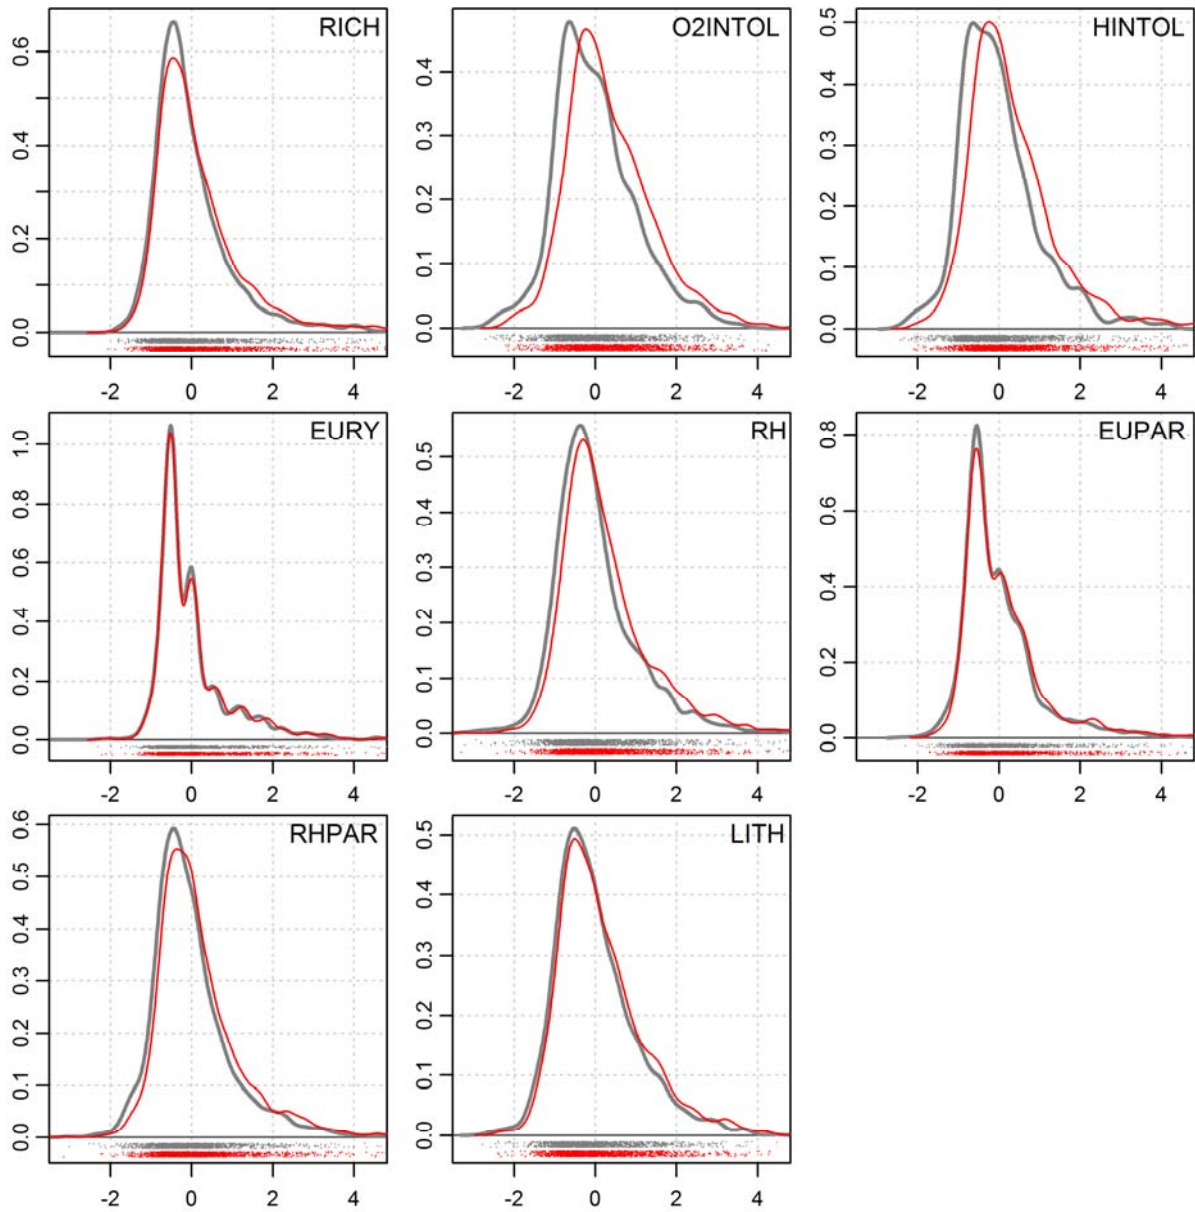 RICH
0.0 0.2 0.4 0.6
-2 0 2 4
O2INTOL
0.0 0.1 0.2 0.3 0.4
-2 0 2 4
HINTOL
0.0 0.1 0.2 0.3 0.4 0.5
-2 0 2 4
EURY
0.0 0.2 0.4 0.6 0.8 1.0
-2 0 2 4
RH
0.0 0.1 0.2 0.3 0.4 0.5
-2 0 2 4
EUPAR
0.0 0.2 0.4 0.6 0.8
-2 0 2 4
RHPAR
0.0 0.1 0.2 0.3 0.4 0.5 0.6
-2 0 2 4
LITH
0.0 0.1 0.2 0.3 0.4 0.5
-2 0 2 4